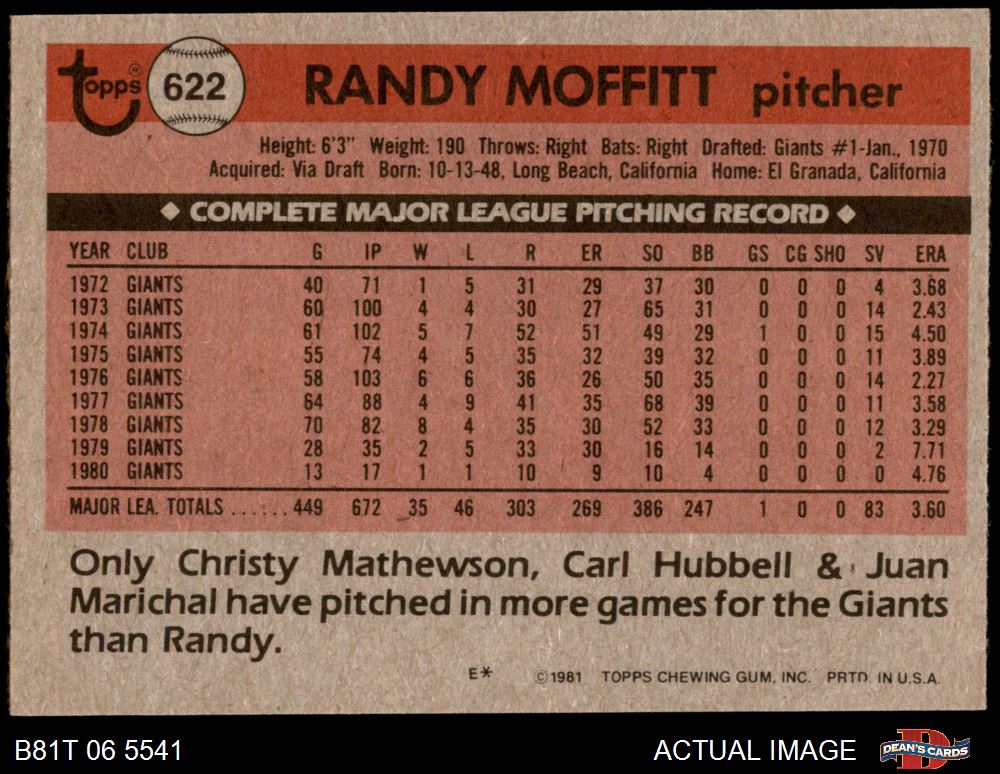 topps® 622 RANDY MOFFITT pitcher
Height: 6'3" Weight: 190 Throws: Right Bats: Right Drafted: Giants #1-Jan., 1970
Acquired: Via Draft Born: 10-13-48, Long Beach, California Home: El Granada, California
◆ COMPLETE MAJOR LEAGUE PITCHING RECORD ◆
YEAR CLUB G IP W L R ER SO BB GS CG SHO SV ERA
1972 GIANTS 40 71 1 5 31 29 37 30 0 0 0 4 3.68
1973 GIANTS 60 100 4 4 30 27 65 31 0 0 0 14 2.43
1974 GIANTS 61 102 5 7 52 51 49 29 1 0 0 15 4.50
1975 GIANTS 55 74 4 5 35 32 39 32 0 0 0 11 3.89
1976 GIANTS 58 103 6 6 36 26 50 35 0 0 0 14 2.27
1977 GIANTS 64 88 4 9 41 35 68 39 0 0 0 11 3.58
1978 GIANTS 70 82 8 4 35 30 52 33 0 0 0 12 3.29
1979 GIANTS 28 35 2 5 33 30 16 14 0 0 0 2 7.71
1980 GIANTS 13 17 1 1 10 9 10 4 0 0 0 0 4.76
MAJOR LEA. TOTALS ...... 449 672 35 46 303 269 386 247 1 0 0 83 3.60
Only Christy Mathewson, Carl Hubbell & Juan
Marichal have pitched in more games for the Giants
than Randy.
E* ©1981 TOPPS CHEWING GUM, INC. PRTD. IN U.S.A.
B81T 06 5541 ACTUAL IMAGE DEAN'S CARDS